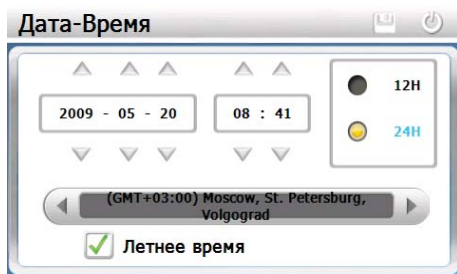 Дата-Время
2009 - 05 - 20
08 : 41
12H
24H
(GMT+03:00) Moscow, St. Petersburg,
Volgograd
Летнее время